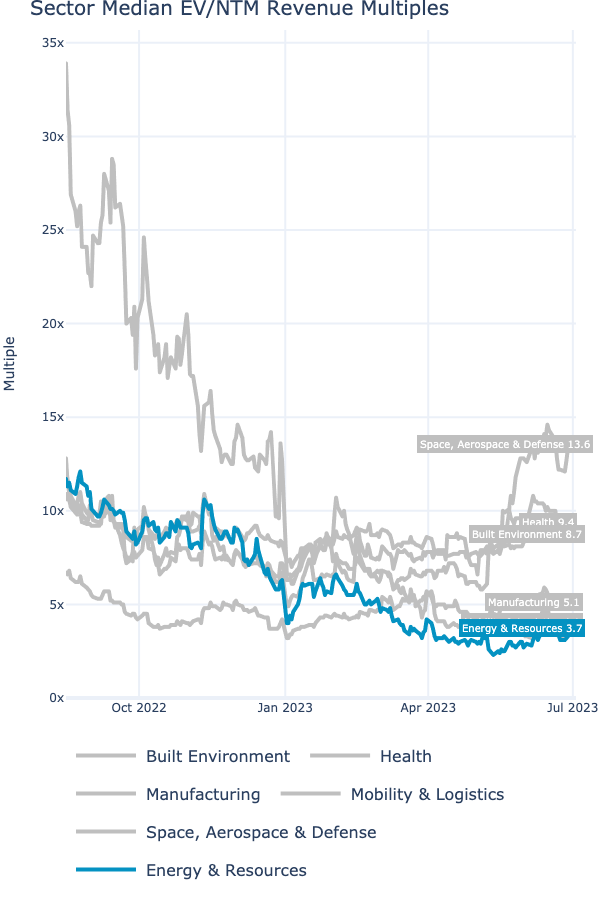 Sector Median EV/NTM Revenue Multiples
35x
30x
25x
20x
15x
10x
5x
0x
Multiple
Space, Aerospace & Defense 13.6
Health 9.4
Built Environment 8.7
Manufacturing 5.1
Energy & Resources 3.7
Oct 2022
Jan 2023
Apr 2023
Jul 2023
Built Environment
Health
Manufacturing
Mobility & Logistics
Space, Aerospace & Defense
Energy & Resources